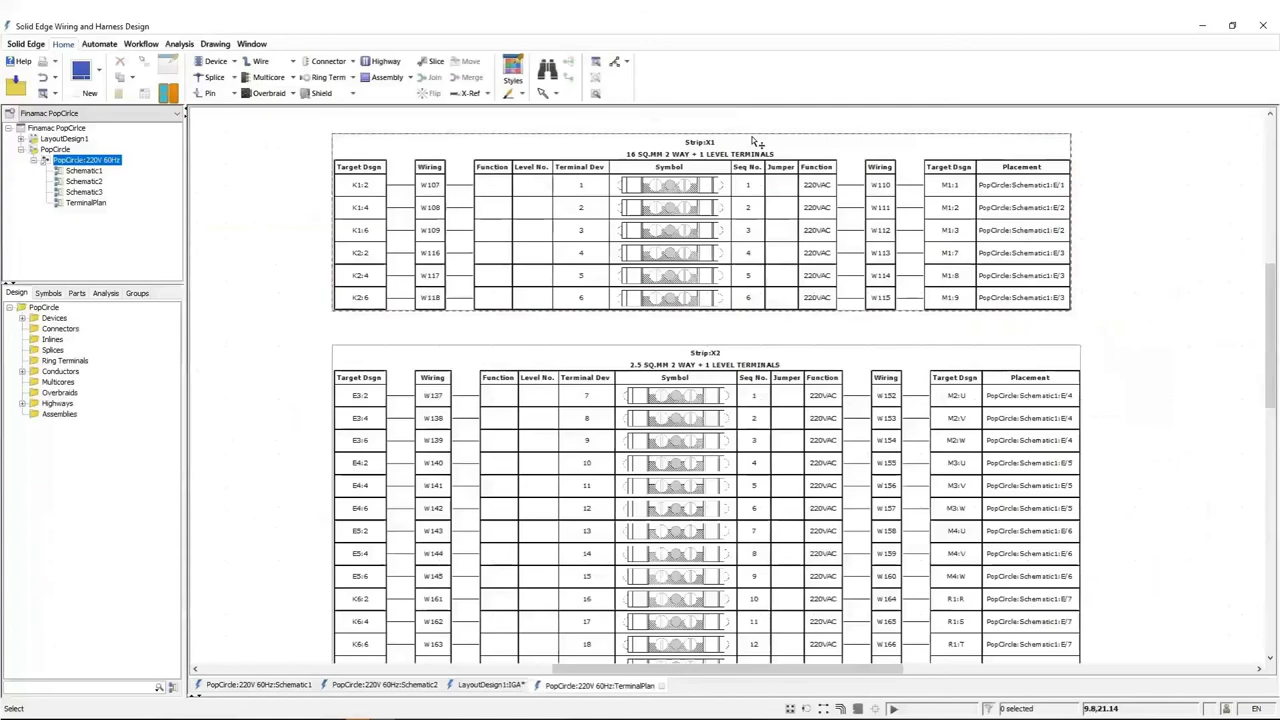 Solid Edge Wiring and Harness Design
Solid Edge Home Automate Workflow Analysis Drawing Window
Help Device Wire Connector Highway Slice Move
Splice Multicore Ring Term Assembly Join Merge Styles
New Pin Overbraid Shield Flip X-Ref
Finamac PopCirlce
Finamac PopCirlce
LayoutDesign1
PopCircle
PopCircle:220V 60Hz
Schematic1
Schematic2
Schematic3
TerminalPlan
Design Symbols Parts Analysis Groups
PopCircle
Devices
Connectors
Inlines
Splices
Ring Terminals
Conductors
Multicores
Overbraids
Highways
Assemblies
Strip:X1
16 SQ.MM 2 WAY + 1 LEVEL TERMINALS
Target Dsgn Wiring Function Level No. Terminal Dev Symbol Seq No. Jumper Function Wiring Target Dsgn Placement
K1:2 W107 1 1 220VAC W110 M1:1 PopCircle:Schematic1:E/1
K1:4 W108 2 2 220VAC W111 M1:2 PopCircle:Schematic1:E/2
K1:6 W109 3 3 220VAC W112 M1:3 PopCircle:Schematic1:E/2
K2:2 W116 4 4 220VAC W113 M1:7 PopCircle:Schematic1:E/3
K2:4 W117 5 5 220VAC W114 M1:8 PopCircle:Schematic1:E/3
K2:6 W118 6 6 220VAC W115 M1:9 PopCircle:Schematic1:E/3
Strip:X2
2.5 SQ.MM 2 WAY + 1 LEVEL TERMINALS
Target Dsgn Wiring Function Level No. Terminal Dev Symbol Seq No. Jumper Function Wiring Target Dsgn Placement
E3:2 W137 7 1 220VAC W152 M2:U PopCircle:Schematic1:E/4
E3:4 W138 8 2 220VAC W153 M2:V PopCircle:Schematic1:E/4
E3:6 W139 9 3 220VAC W154 M2:W PopCircle:Schematic1:E/4
E4:2 W140 10 4 220VAC W155 M3:U PopCircle:Schematic1:E/5
E4:4 W141 11 5 220VAC W156 M3:V PopCircle:Schematic1:E/5
E4:6 W142 12 6 220VAC W157 M3:W PopCircle:Schematic1:E/5
E5:2 W143 13 7 220VAC W158 M4:U PopCircle:Schematic1:E/6
E5:4 W144 14 8 220VAC W159 M4:V PopCircle:Schematic1:E/6
E5:6 W145 15 9 220VAC W160 M4:W PopCircle:Schematic1:E/6
K6:2 W161 16 10 220VAC W164 R1:R PopCircle:Schematic1:E/7
K6:4 W162 17 11 220VAC W165 R1:S PopCircle:Schematic1:E/7
K6:6 W163 18 12 220VAC W166 R1:T PopCircle:Schematic1:E/7
PopCircle:220V 60Hz:Schematic1 PopCircle:220V 60Hz:Schematic2 LayoutDesign1:IGA* PopCircle:220V 60Hz:TerminalPlan
Select 0 selected 9.8,21.14 EN